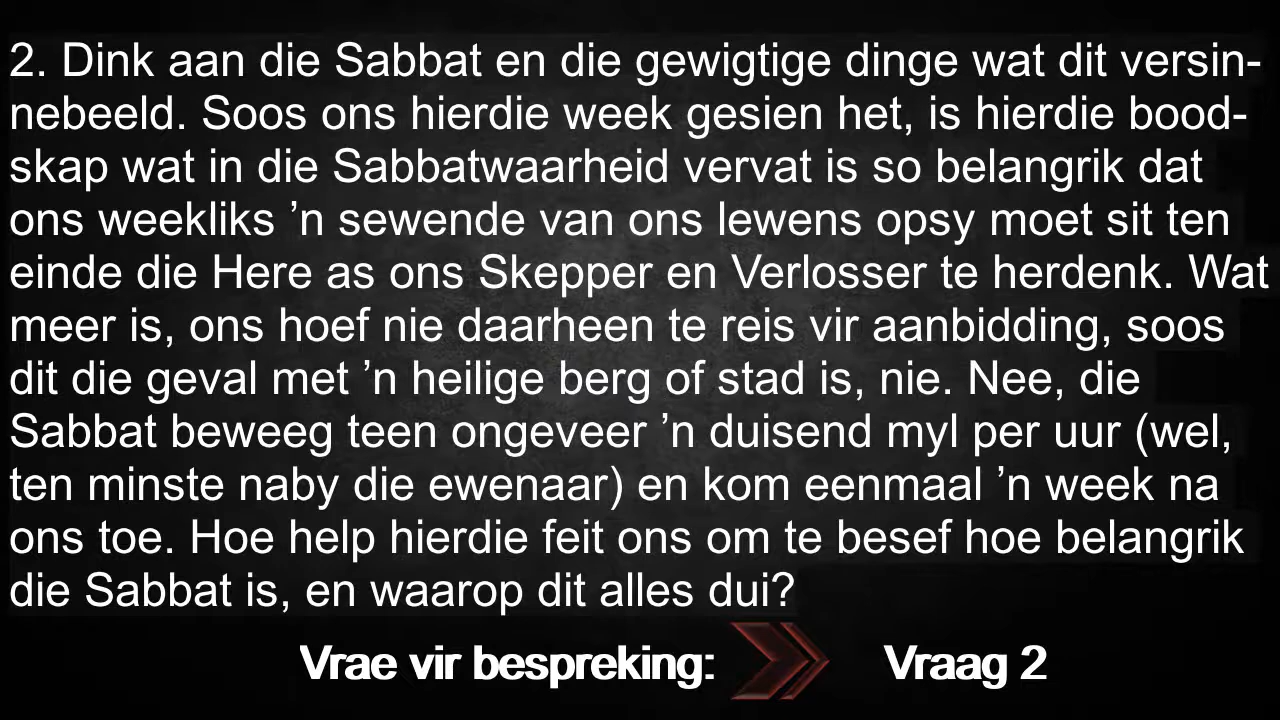 2. Dink aan die Sabbat en die gewigtige dinge wat dit versin-
nebeeld. Soos ons hierdie week gesien het, is hierdie bood-
skap wat in die Sabbatwaarheid vervat is so belangrik dat
ons weekliks ’n sewende van ons lewens opsy moet sit ten
einde die Here as ons Skepper en Verlosser te herdenk. Wat
meer is, ons hoef nie daarheen te reis vir aanbidding, soos
dit die geval met ’n heilige berg of stad is, nie. Nee, die
Sabbat beweeg teen ongeveer ’n duisend myl per uur (wel,
ten minste naby die ewenaar) en kom eenmaal ’n week na
ons toe. Hoe help hierdie feit ons om te besef hoe belangrik
die Sabbat is, en waarop dit alles dui?
Vrae vir bespreking: Vraag 2